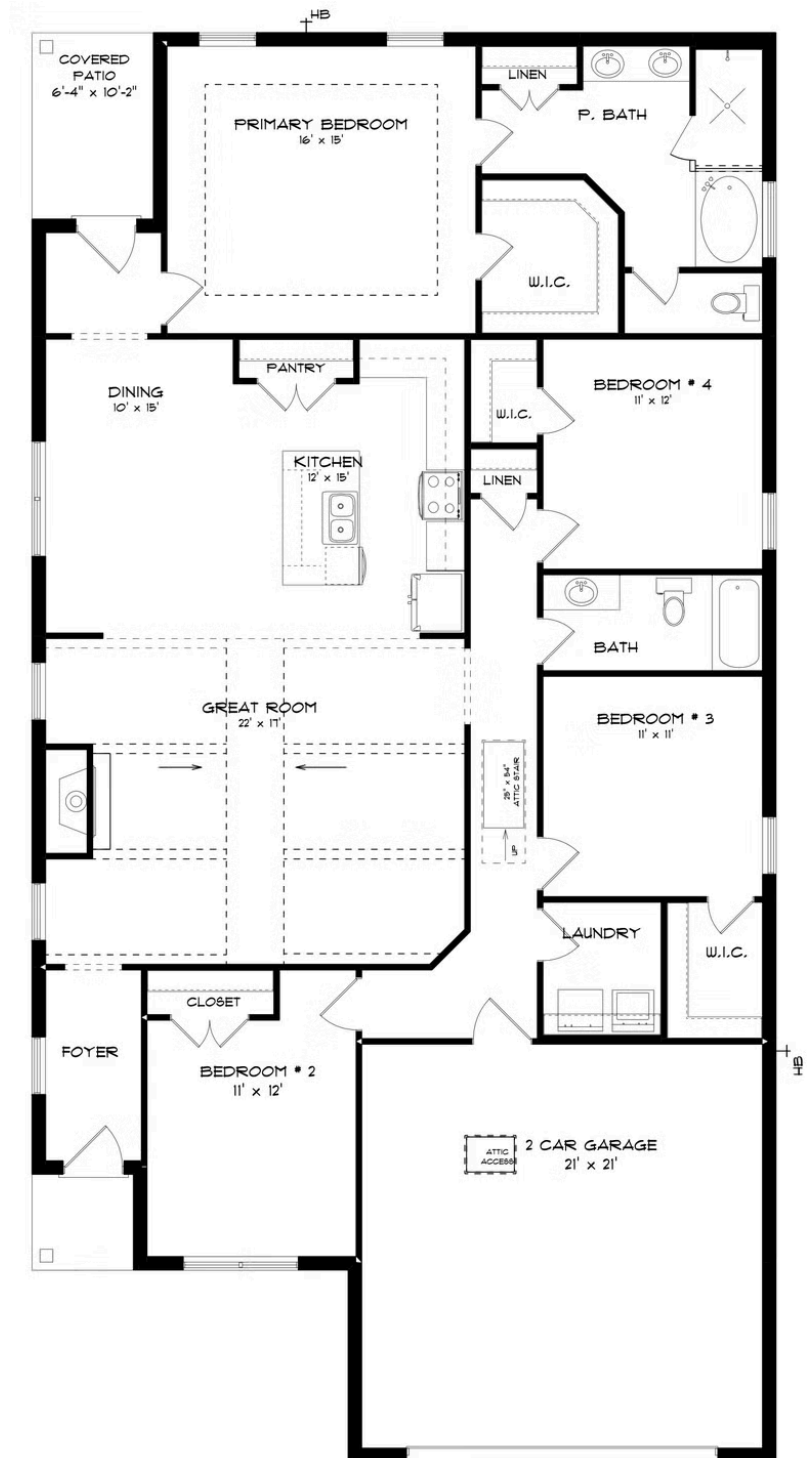 HB
COVERED
PATIO
6'-4" x 10'-2"
PRIMARY BEDROOM
16' x 15'
LINEN
P. BATH
W.I.C.
DINING
10' x 15'
PANTRY
KITCHEN
12' x 15'
W.I.C.
BEDROOM # 4
11' x 12'
LINEN
BATH
GREAT ROOM
22' x 17'
BEDROOM # 3
11' x 11'
25" x 54"
ATTIC STAIR
UP
LAUNDRY
W.I.C.
CLOSET
FOYER
BEDROOM # 2
11' x 12'
HB
ATTIC
ACCESS
2 CAR GARAGE
21' x 21'